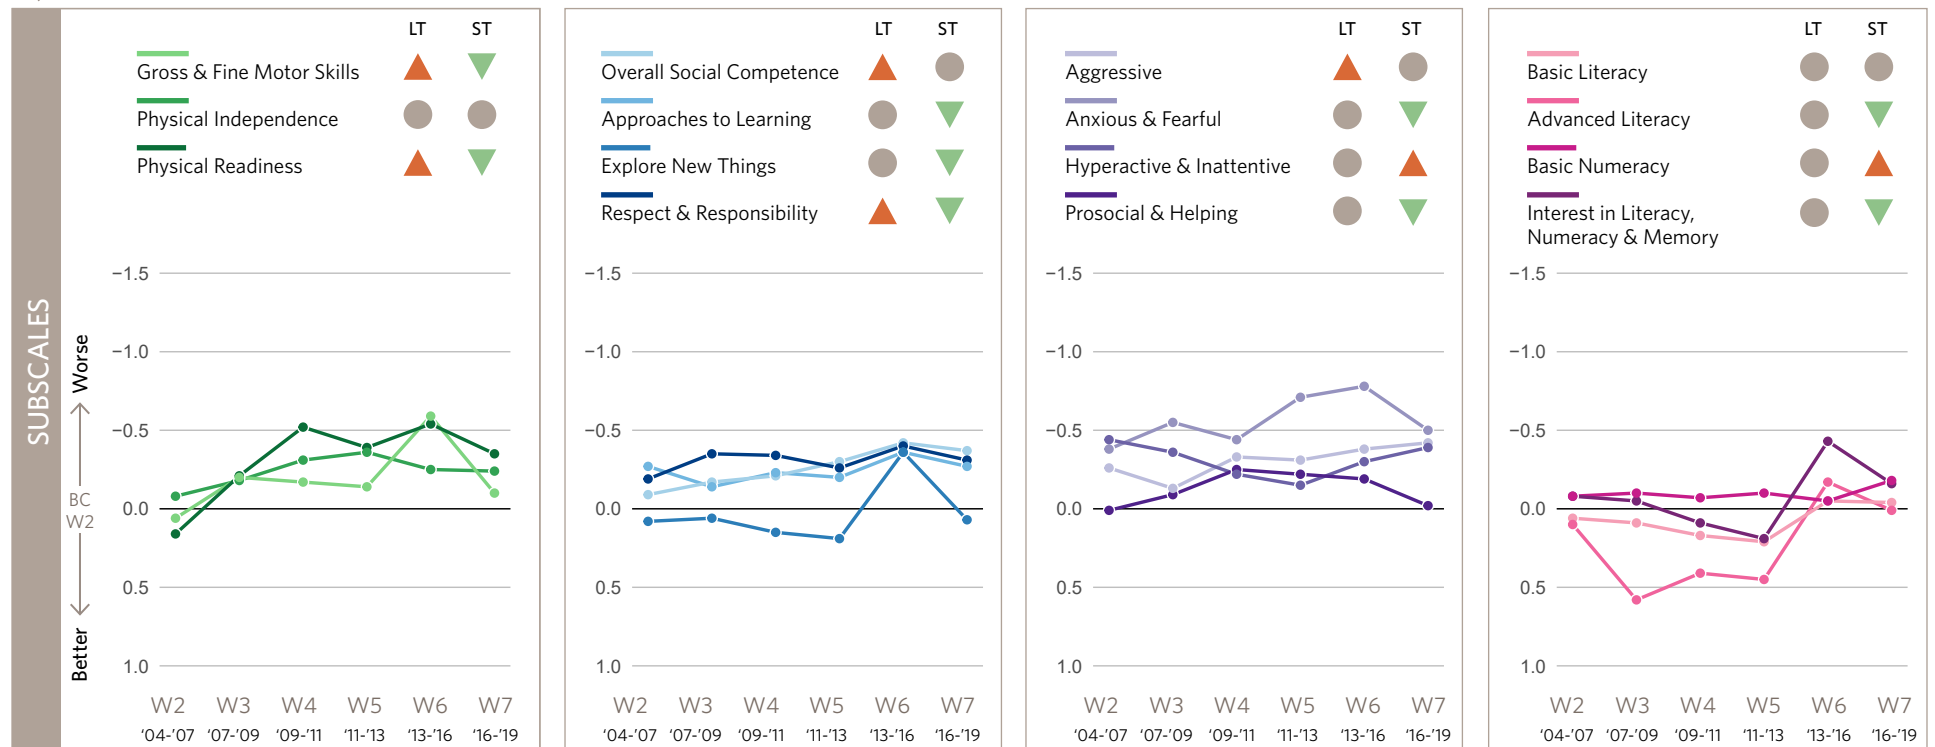 SUBSCALES
Worse
BC
W2
Better
LT ST
Gross & Fine Motor Skills
Physical Independence
Physical Readiness
−1.5
−1.0
−0.5
0.0
0.5
1.0
W2 W3 W4 W5 W6 W7
‘04-’07 ‘07-’09 ‘09-’11 ‘11-’13 ‘13-’16 ‘16-’19
LT ST
Overall Social Competence
Approaches to Learning
Explore New Things
Respect & Responsibility
−1.5
−1.0
−0.5
0.0
0.5
1.0
W2 W3 W4 W5 W6 W7
‘04-’07 ‘07-’09 ‘09-’11 ‘11-’13 ‘13-’16 ‘16-’19
LT ST
Aggressive
Anxious & Fearful
Hyperactive & Inattentive
Prosocial & Helping
−1.5
−1.0
−0.5
0.0
0.5
1.0
W2 W3 W4 W5 W6 W7
‘04-’07 ‘07-’09 ‘09-’11 ‘11-’13 ‘13-’16 ‘16-’19
LT ST
Basic Literacy
Advanced Literacy
Basic Numeracy
Interest in Literacy,
Numeracy & Memory
−1.5
−1.0
−0.5
0.0
0.5
1.0
W2 W3 W4 W5 W6 W7
‘04-’07 ‘07-’09 ‘09-’11 ‘11-’13 ‘13-’16 ‘16-’19